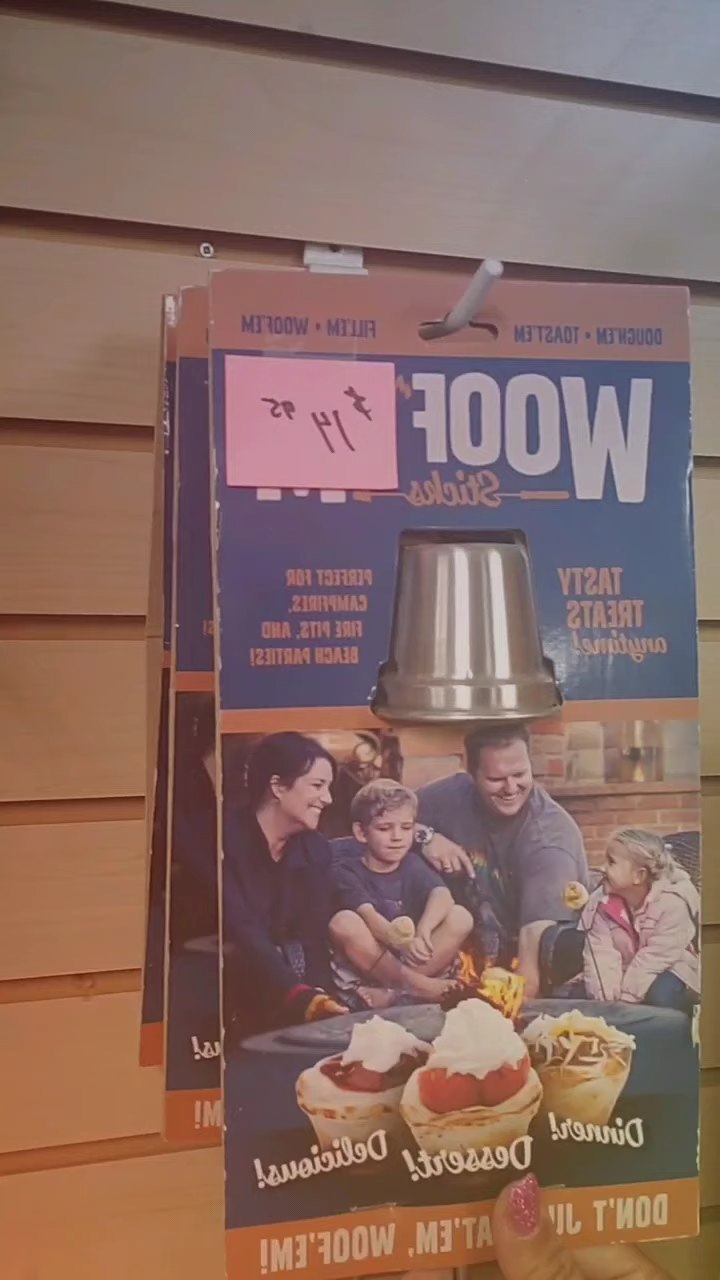 DOUGH'EM • TOAST'EM FILL'EM • WOOF'EM
WOOF
$14.95
Sticks
TASTY
TREATS
anytime!
PERFECT FOR
CAMPFIRES,
FIRE PITS, AND
BEACH PARTIES!
Dinner!
Dessert!
Delicious!
DON'T 'EM, WOOF'EM!